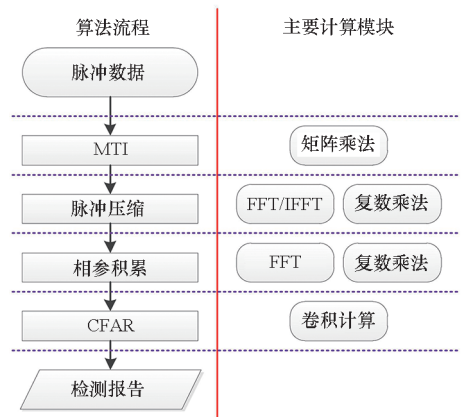 算法流程
主要计算模块
脉冲数据
MTI
矩阵乘法
脉冲压缩
FFT/IFFT
复数乘法
相参积累
FFT
复数乘法
CFAR
卷积计算
检测报告